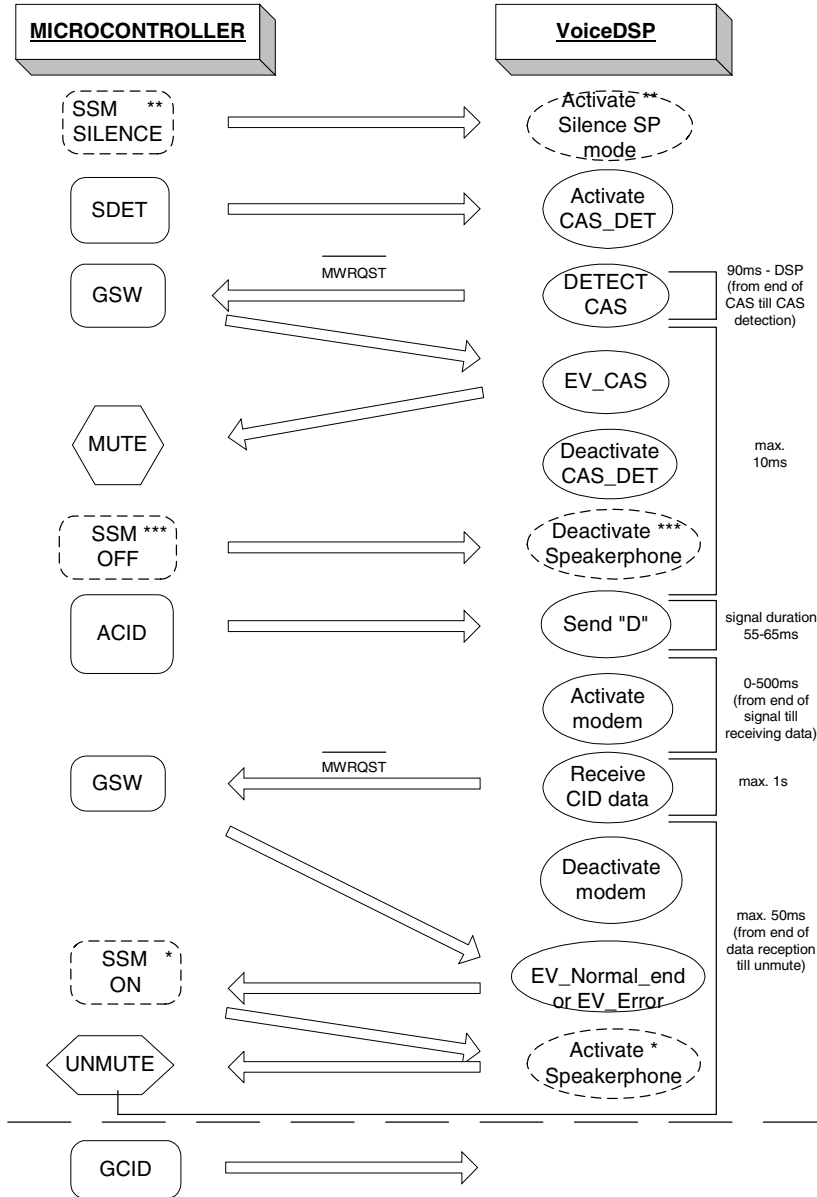 MICROCONTROLLER
VoiceDSP
SSM **
SILENCE
Activate **
Silence SP
mode
SDET
Activate
CAS_DET
MWRQST
GSW
DETECT
CAS
90ms - DSP
(from end of
CAS till CAS
detection)
EV_CAS
MUTE
Deactivate
CAS_DET
max.
10ms
SSM ***
OFF
Deactivate ***
Speakerphone
ACID
Send "D"
signal duration
55-65ms
Activate
modem
0-500ms
(from end of
signal till
receiving data)
MWRQST
GSW
Receive
CID data
max. 1s
Deactivate
modem
max. 50ms
(from end of
data reception
till unmute)
SSM *
ON
EV_Normal_end
or EV_Error
UNMUTE
Activate *
Speakerphone
GCID